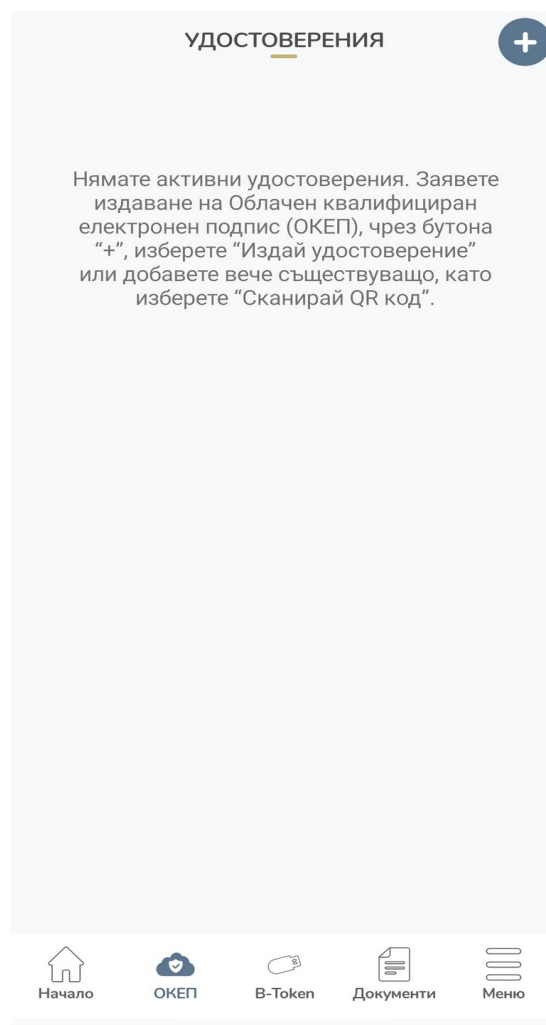 УДОСТОВЕРЕНИЯ
Нямате активни удостоверения. Заявете
издаване на Облачен квалифициран
електронен подпис (ОКЕП), чрез бутона
“+”, изберете “Издай удостоверение”
или добавете вече съществуващо, като
изберете “Сканирай QR код”.
Начало ОКЕП B-Token Документи Меню